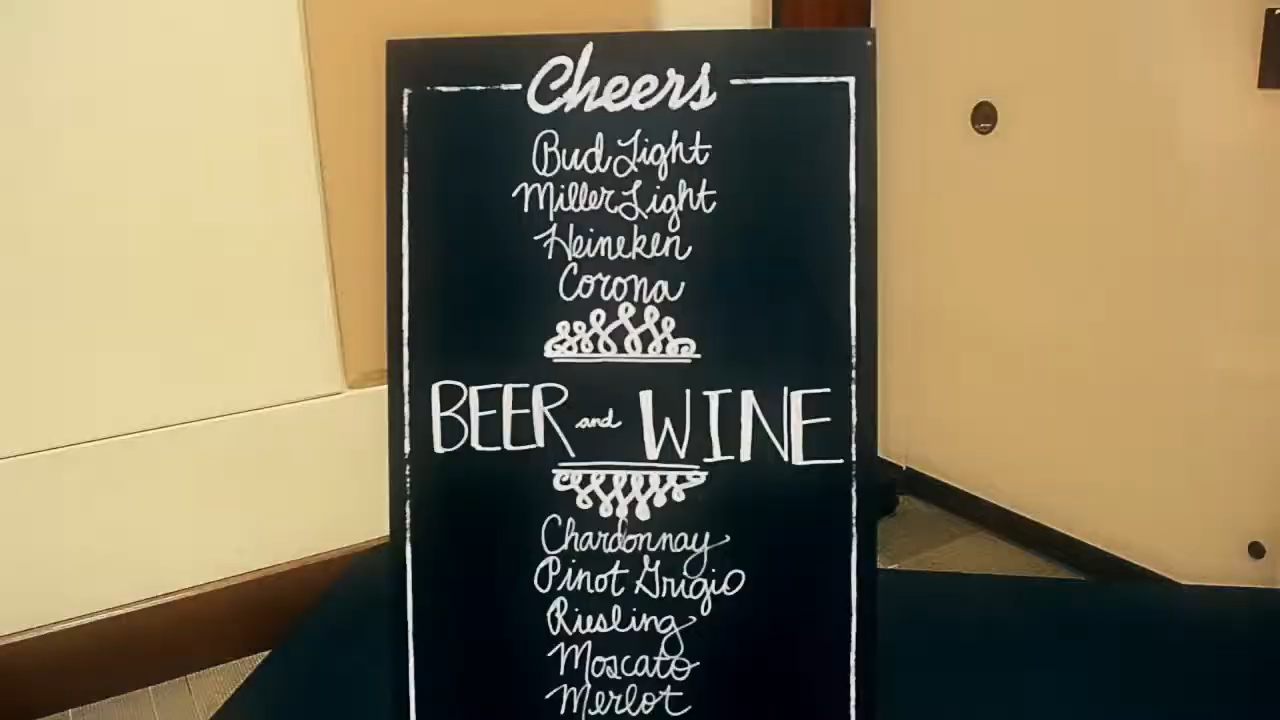 Cheers
Bud Light
Miller Light
Heineken
Corona
BEER and WINE
Chardonnay
Pinot Grigio
Riesling
Moscato
Merlot